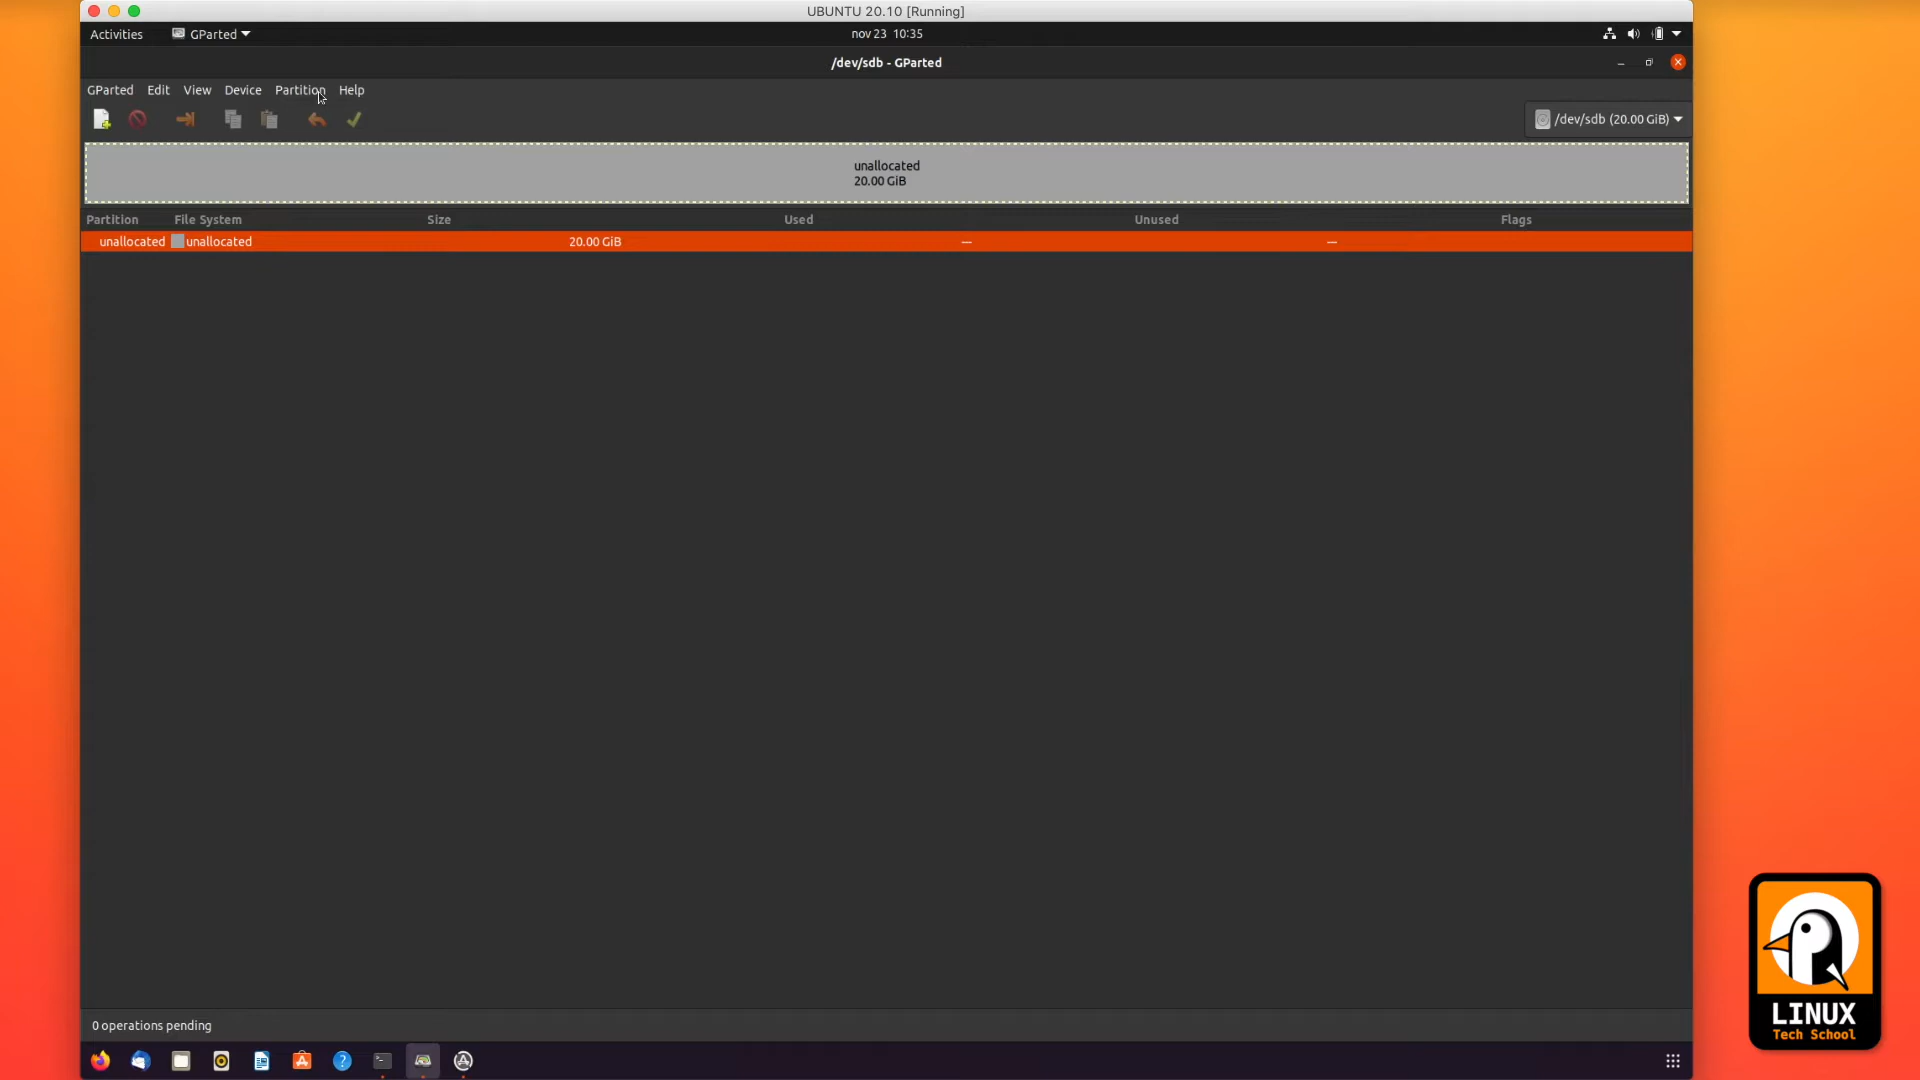 UBUNTU 20.10 [Running]
Activities GParted nov 23 10:35
/dev/sdb - GParted
GParted Edit View Device Partition Help
/dev/sdb (20.00 GiB)
unallocated
20.00 GiB
Partition File System Size Used Unused Flags
unallocated unallocated 20.00 GiB — —
0 operations pending
LINUX
Tech School